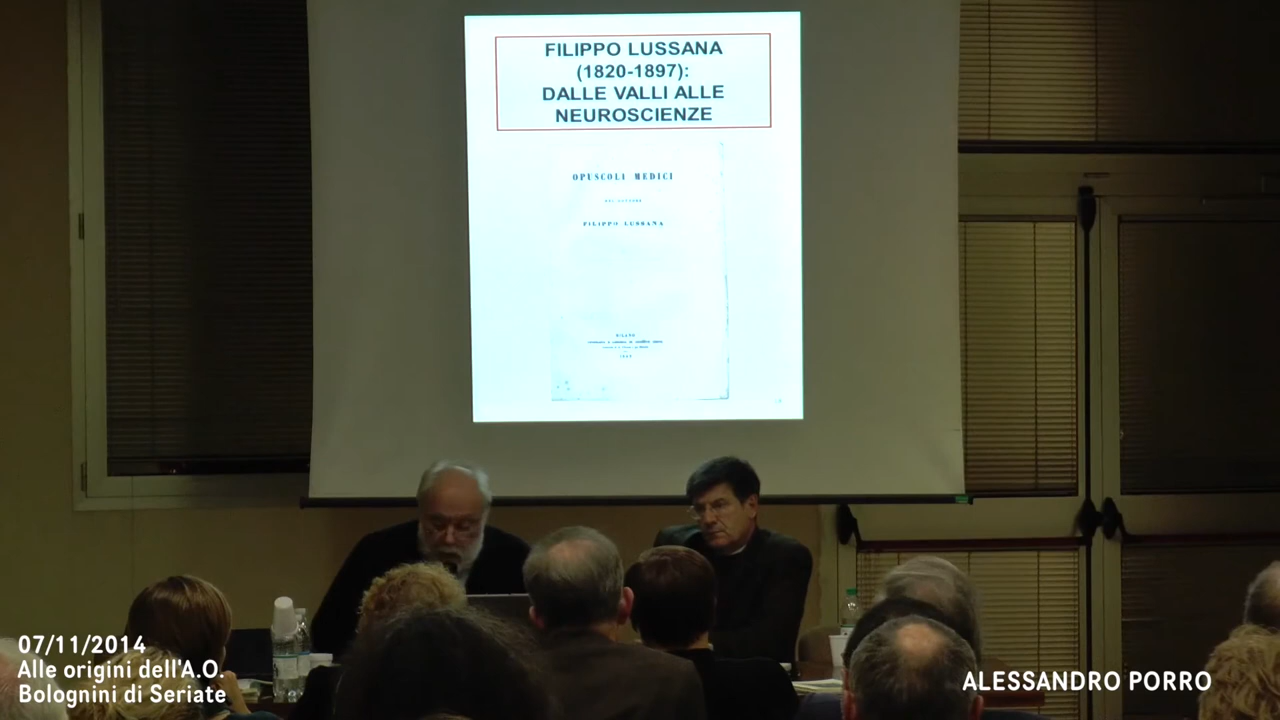 FILIPPO LUSSANA
(1820-1897):
DALLE VALLI ALLE
NEUROSCIENZE
OPUSCOLI MEDICI
FILIPPO LUSSANA
MILANO
07/11/2014
Alle origini dell'A.O.
Bolognini di Seriate
ALESSANDRO PORRO